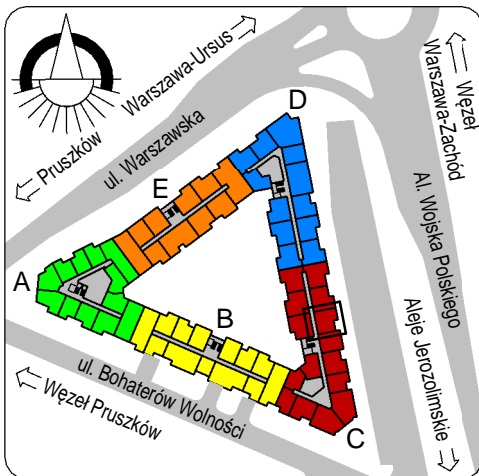 Warszawa-Ursus
Pruszków
ul. Warszawska
Węzeł
Warszawa-Zachód
Al. Wojska Polskiego
Aleje Jerozolimskie
D
E
A
B
C
ul. Bohaterów Wolności
Węzeł Pruszków